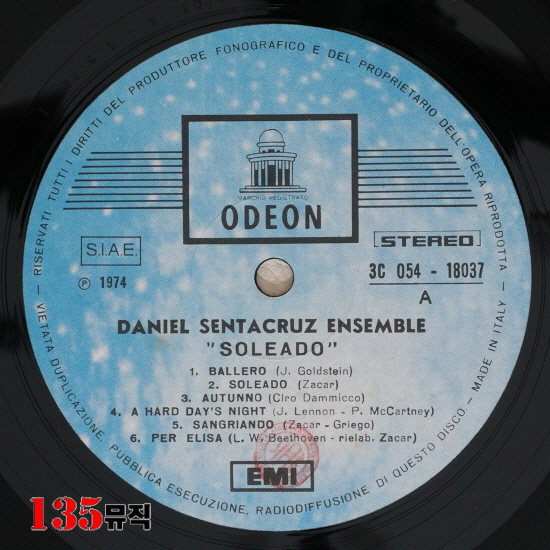 RISERVATI TUTTI I DIRITTI DEL PRODUTTORE FONOGRAFICO E DEL PROPRIETARIO DELL'OPERA RIPRODOTTA
MARCHIO REGISTRATO
ODEON
S.I.A.E.
STEREO
℗ 1974
3C 054 - 18037
A
DANIEL SENTACRUZ ENSEMBLE
"SOLEADO"
1. BALLERO (J. Goldstein)
2. SOLEADO (Zacar)
3. AUTUNNO (Ciro Dammicco)
4. A HARD DAY'S NIGHT (J. Lennon - P. McCartney)
5. SANGRIANDO (Zacar - Griego)
6. PER ELISA (L. W. Beethoven - rielab. Zacar)
EMI
— VIETATA DUPLICAZIONE, PUBBLICA ESECUZIONE, RADIODIFFUSIONE DI QUESTO DISCO. — MADE IN ITALY —
135뮤직